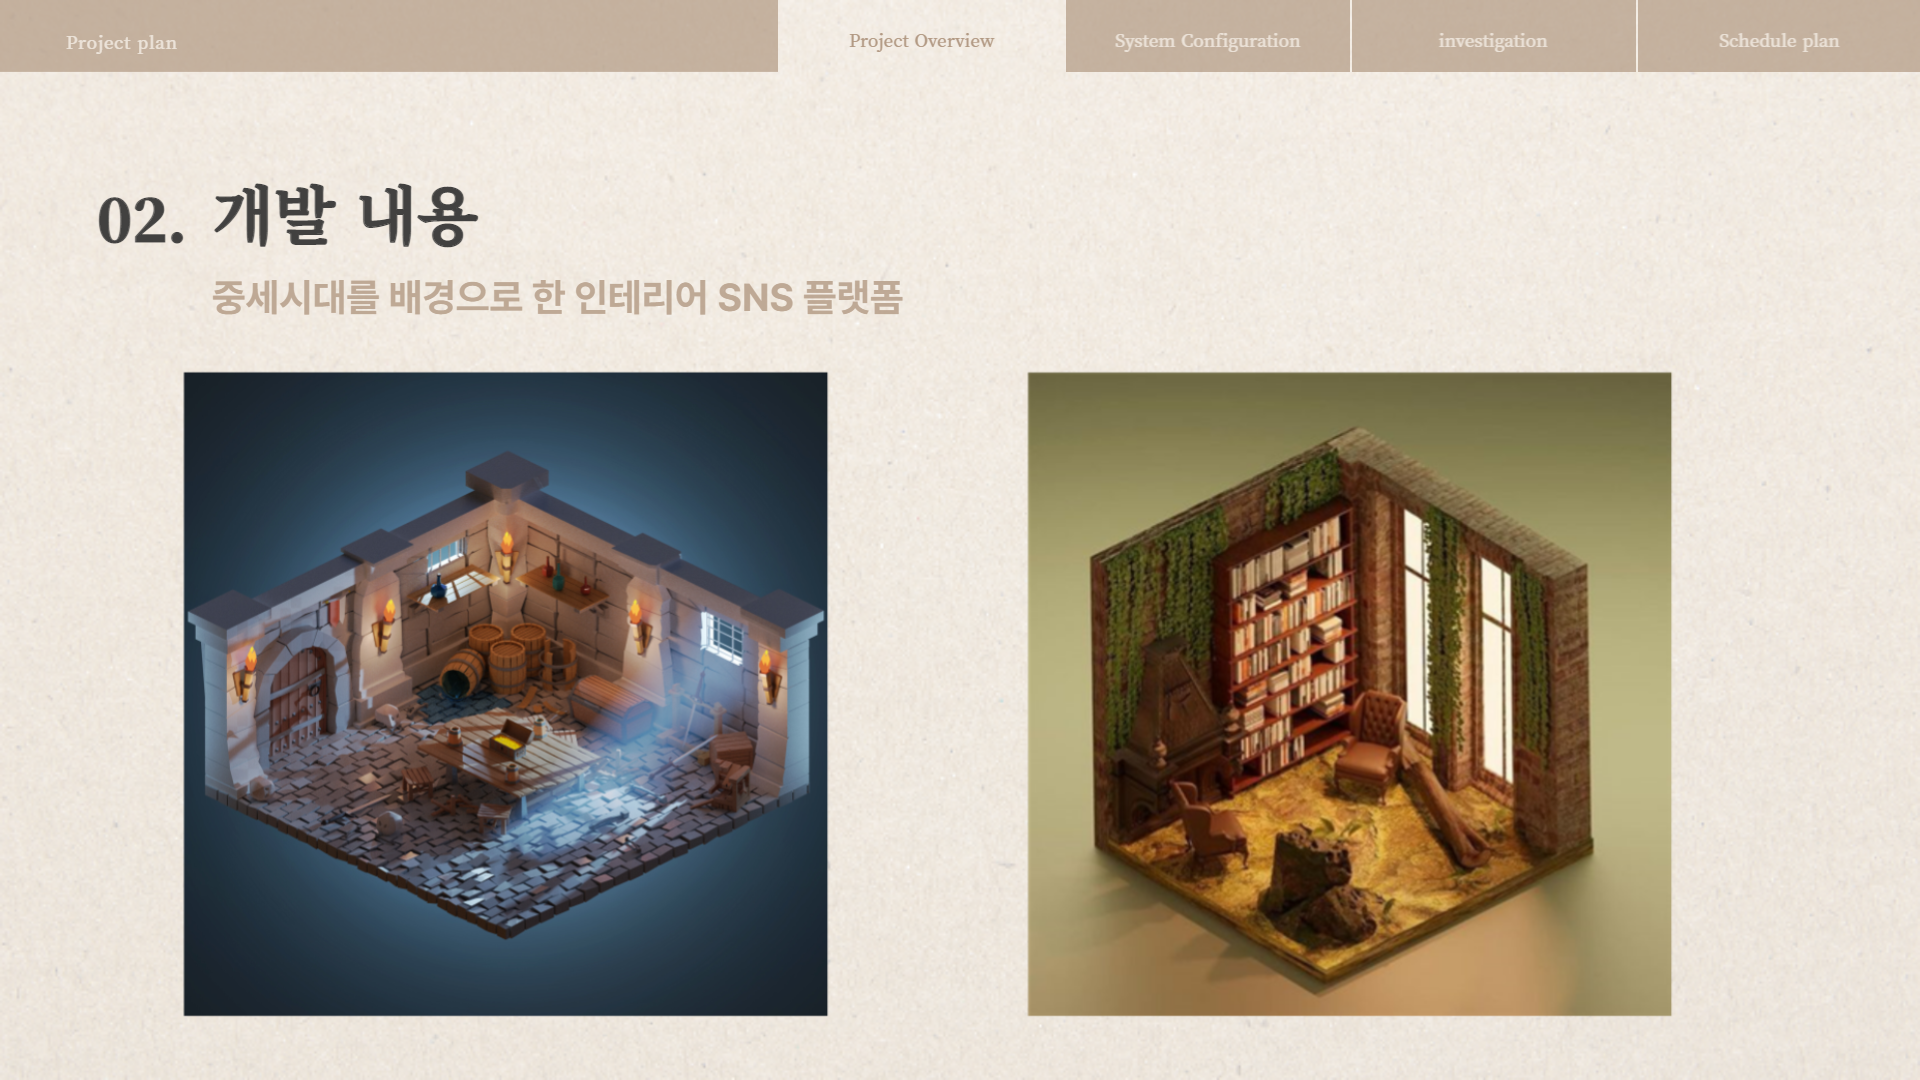 Project plan
Project Overview
System Configuration
investigation
Schedule plan
02. 개발 내용
중세시대를 배경으로 한 인테리어 SNS 플랫폼